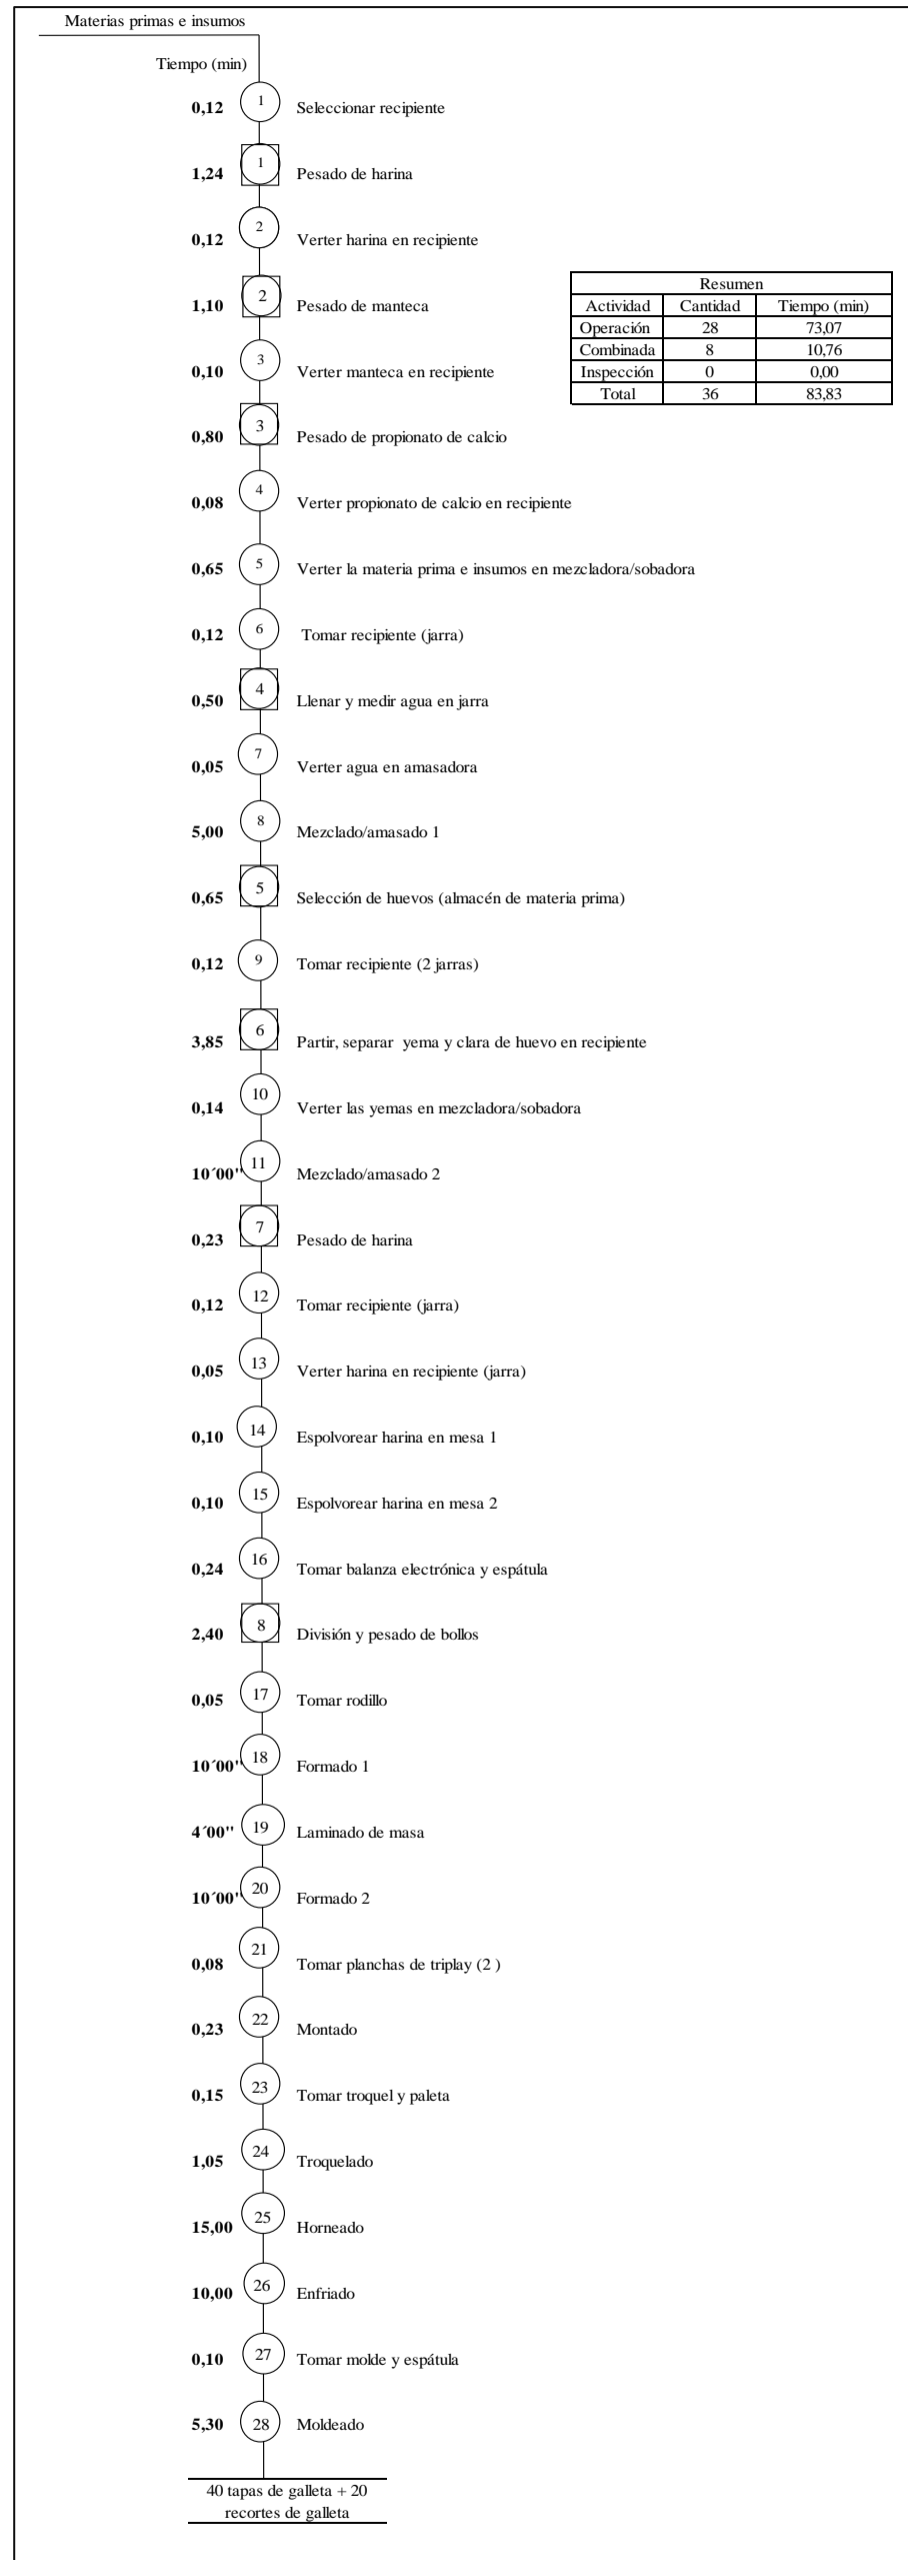 Materias primas e insumos
Tiempo (min)
0,12 1 Seleccionar recipiente
1,24 1 Pesado de harina
0,12 2 Verter harina en recipiente
1,10 2 Pesado de manteca
0,10 3 Verter manteca en recipiente
0,80 3 Pesado de propionato de calcio
0,08 4 Verter propionato de calcio en recipiente
0,65 5 Verter la materia prima e insumos en mezcladora/sobadora
0,12 6 Tomar recipiente (jarra)
0,50 4 Llenar y medir agua en jarra
0,05 7 Verter agua en amasadora
5,00 8 Mezclado/amasado 1
0,65 5 Selección de huevos (almacén de materia prima)
0,12 9 Tomar recipiente (2 jarras)
3,85 6 Partir, separar yema y clara de huevo en recipiente
0,14 10 Verter las yemas en mezcladora/sobadora
10´00" 11 Mezclado/amasado 2
0,23 7 Pesado de harina
0,12 12 Tomar recipiente (jarra)
0,05 13 Verter harina en recipiente (jarra)
0,10 14 Espolvorear harina en mesa 1
0,10 15 Espolvorear harina en mesa 2
0,24 16 Tomar balanza electrónica y espátula
2,40 8 División y pesado de bollos
0,05 17 Tomar rodillo
10´00" 18 Formado 1
4´00" 19 Laminado de masa
10´00" 20 Formado 2
0,08 21 Tomar planchas de triplay (2 )
0,23 22 Montado
0,15 23 Tomar troquel y paleta
1,05 24 Troquelado
15,00 25 Horneado
10,00 26 Enfriado
0,10 27 Tomar molde y espátula
5,30 28 Moldeado
40 tapas de galleta + 20
recortes de galleta
Resumen
Actividad Cantidad Tiempo (min)
Operación 28 73,07
Combinada 8 10,76
Inspección 0 0,00
Total 36 83,83